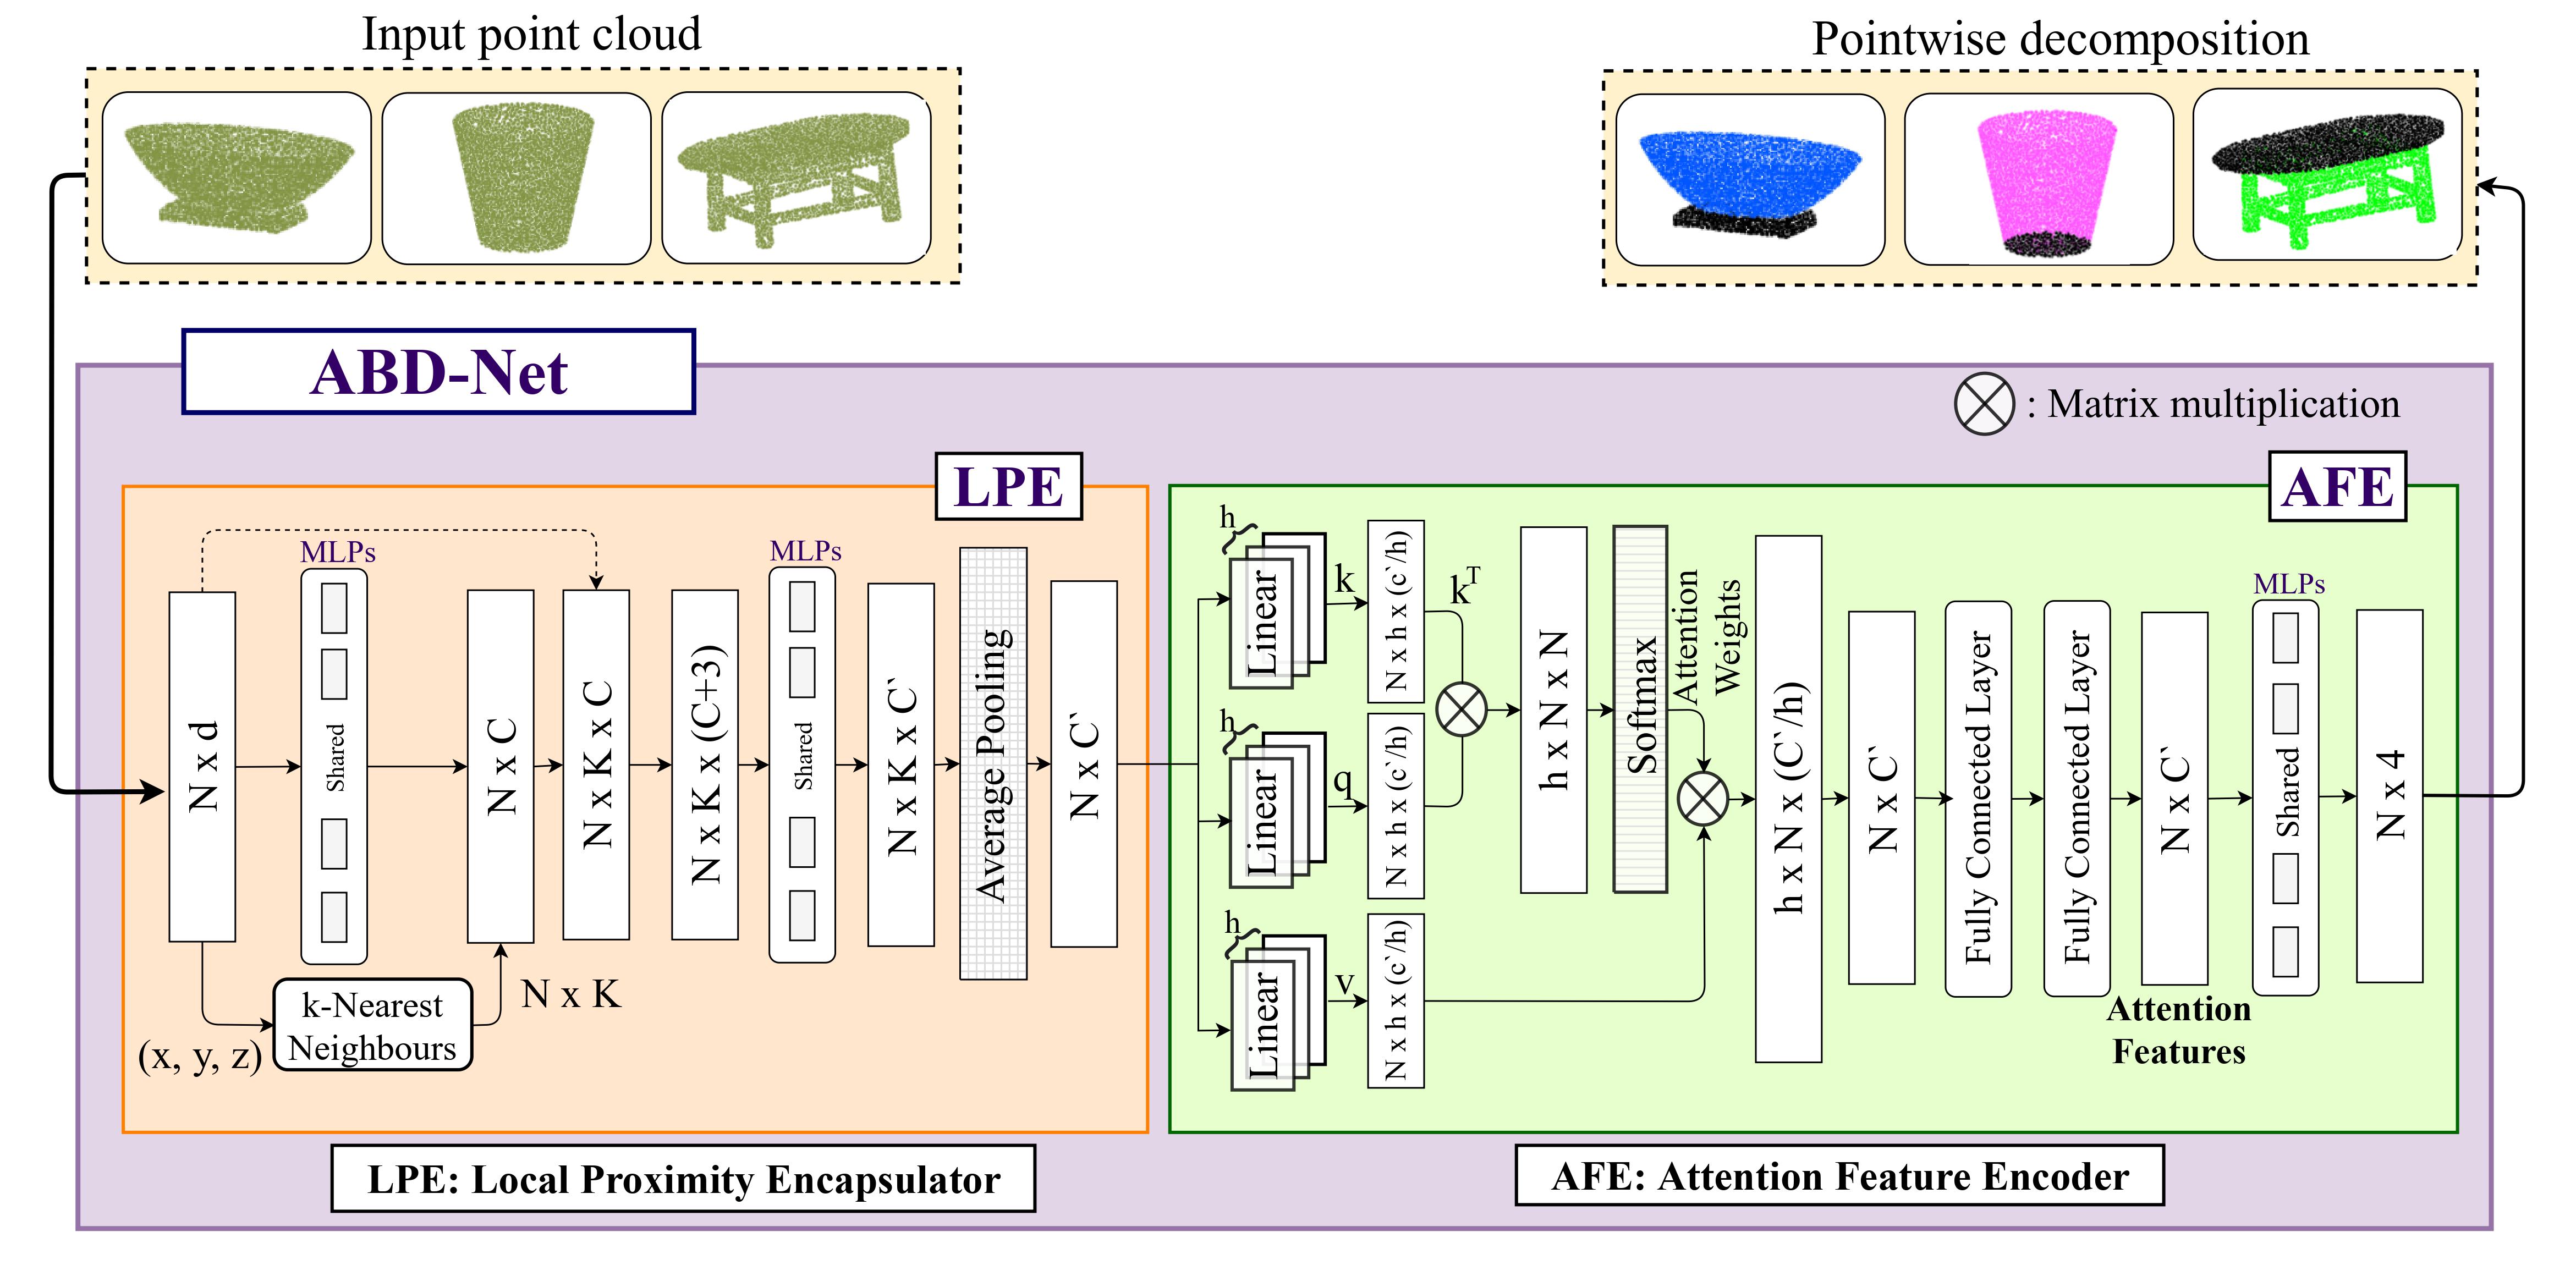 Input point cloud
Pointwise decomposition
ABD-Net
: Matrix multiplication
LPE
N x d
MLPs
Shared
(x, y, z)
k-Nearest
Neighbours
N x K
N x C
N x K x C
N x K x (C+3)
MLPs
Shared
N x K x C`
Average Pooling
N x C`
AFE
h
Linear
k
N x h x (c`/h)
k^T
h
Linear
q
N x h x (c`/h)
h
Linear
v
N x h x (c`/h)
h x N x N
Softmax
Attention
Weights
h x N x (C`/h)
N x C`
Fully Connected Layer
Fully Connected Layer
N x C`
Attention
Features
MLPs
Shared
N x 4
LPE: Local Proximity Encapsulator
AFE: Attention Feature Encoder